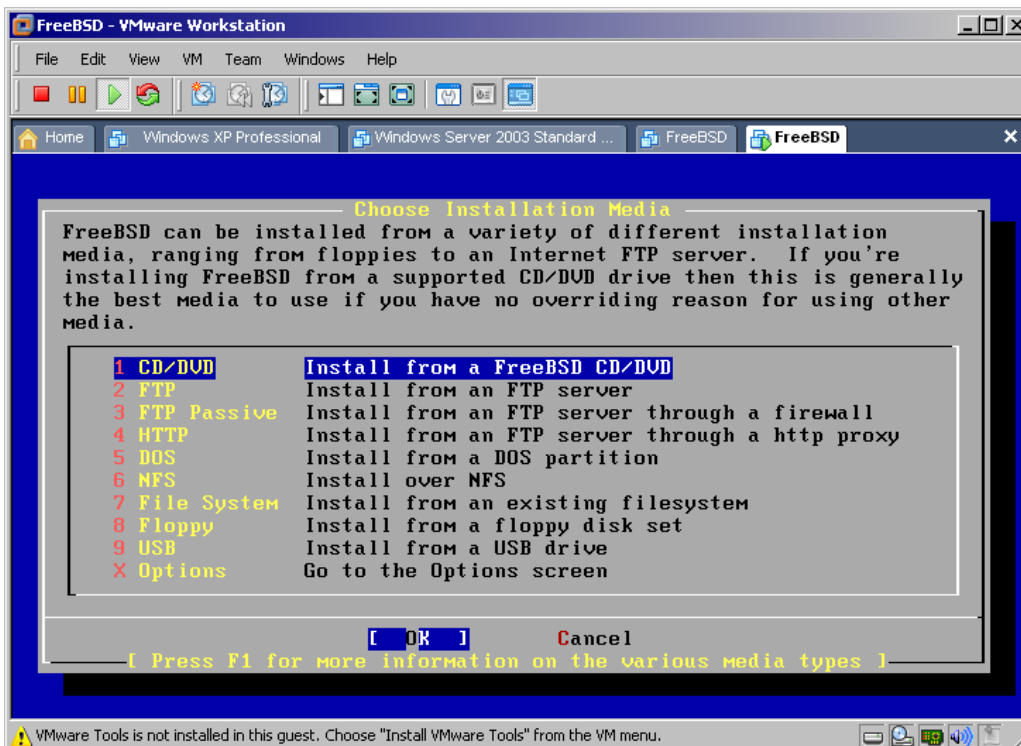 FreeBSD - VMware Workstation
File Edit View VM Team Windows Help
Home Windows XP Professional Windows Server 2003 Standard ... FreeBSD FreeBSD
Choose Installation Media
FreeBSD can be installed from a variety of different installation
media, ranging from floppies to an Internet FTP server.  If you're
installing FreeBSD from a supported CD/DVD drive then this is generally
the best media to use if you have no overriding reason for using other
media.
1 CD/DVD Install from a FreeBSD CD/DVD
2 FTP Install from an FTP server
3 FTP Passive Install from an FTP server through a firewall
4 HTTP Install from an FTP server through a http proxy
5 DOS Install from a DOS partition
6 NFS Install over NFS
7 File System Install from an existing filesystem
8 Floppy Install from a floppy disk set
9 USB Install from a USB drive
X Options Go to the Options screen
[ OK ] Cancel
[ Press F1 for more information on the various media types ]
VMware Tools is not installed in this guest. Choose "Install VMware Tools" from the VM menu.